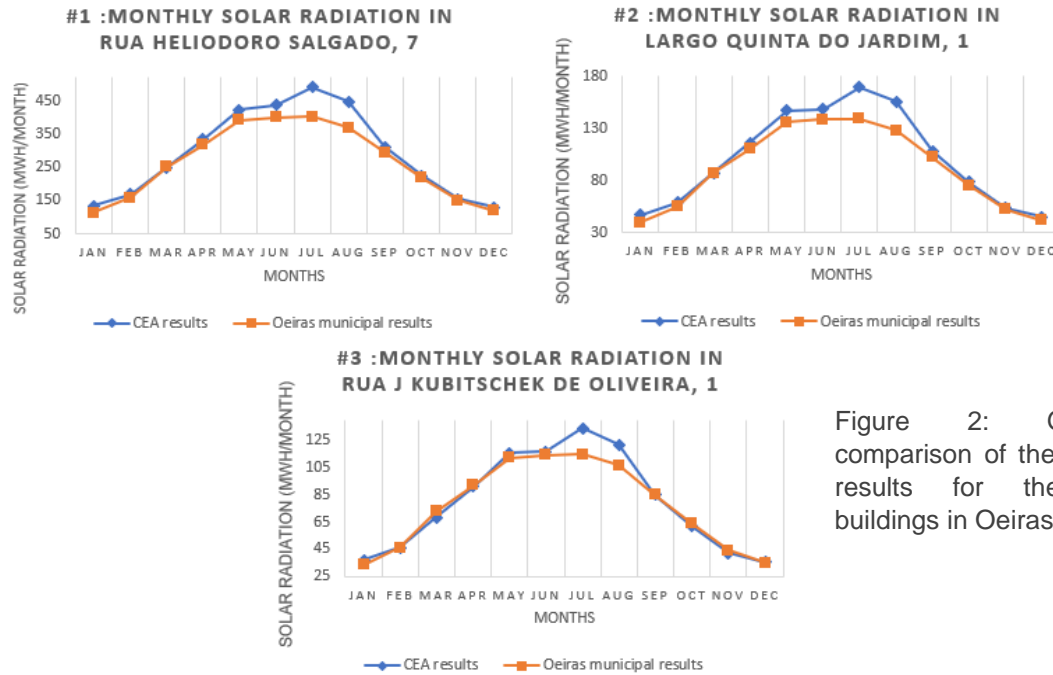 #1 :MONTHLY SOLAR RADIATION IN
RUA HELIODORO SALGADO, 7
SOLAR RADIATION (MWH/MONTH)
450
350
250
150
50
JAN FEB MAR APR MAY JUN JUL AUG SEP OCT NOV DEC
MONTHS
CEA results Oeiras municipal results
#2 :MONTHLY SOLAR RADIATION IN
LARGO QUINTA DO JARDIM, 1
SOLAR RADIATION (MWH/MONTH)
180
130
80
30
JAN FEB MAR APR MAY JUN JUL AUG SEP OCT NOV DEC
MONTHS
CEA results Oeiras municipal results
#3 :MONTHLY SOLAR RADIATION IN
RUA J KUBITSCHEK DE OLIVEIRA, 1
SOLAR RADIATION (MWH/MONTH)
125
105
85
65
45
25
JAN FEB MAR APR MAY JUN JUL AUG SEP OCT NOV DEC
MONTHS
CEA results Oeiras municipal results
Figure 2:
comparison of the
results for the
buildings in Oeiras